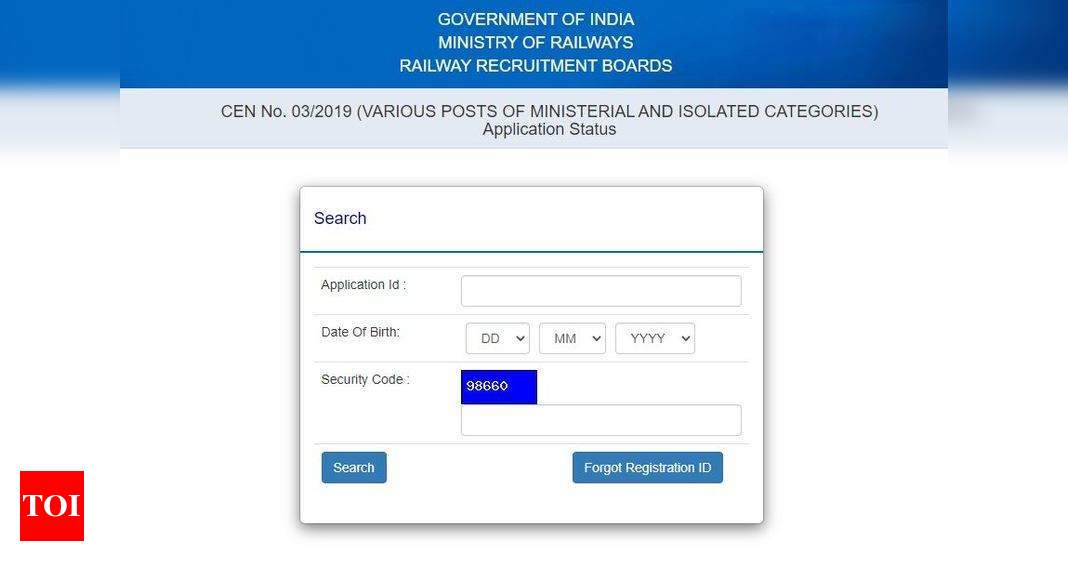 GOVERNMENT OF INDIA
MINISTRY OF RAILWAYS
RAILWAY RECRUITMENT BOARDS
CEN No. 03/2019 (VARIOUS POSTS OF MINISTERIAL AND ISOLATED CATEGORIES)
Application Status
Search
Application Id :
Date Of Birth:
DD MM YYYY
Security Code :
98660
Search Forgot Registration ID
TOI